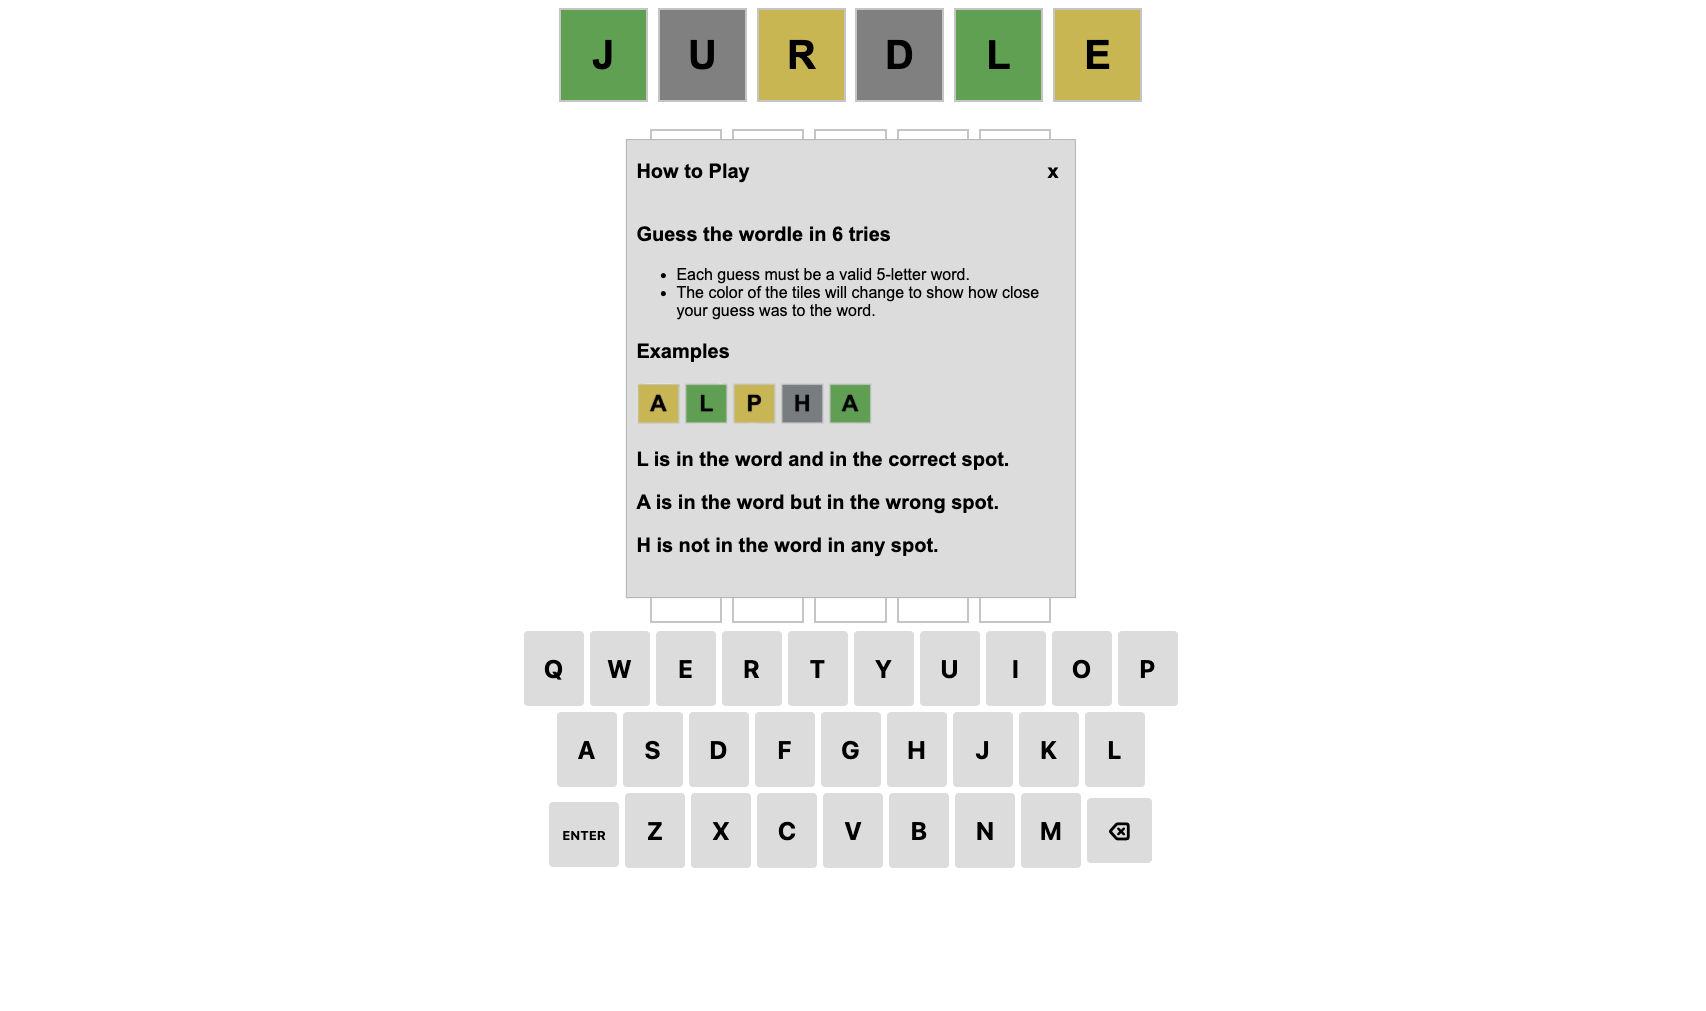 J U R D L E
How to Play x
Guess the wordle in 6 tries
• Each guess must be a valid 5-letter word.
• The color of the tiles will change to show how close
your guess was to the word.
Examples
A L P H A
L is in the word and in the correct spot.
A is in the word but in the wrong spot.
H is not in the word in any spot.
Q W E R T Y U I O P
A S D F G H J K L
ENTER Z X C V B N M